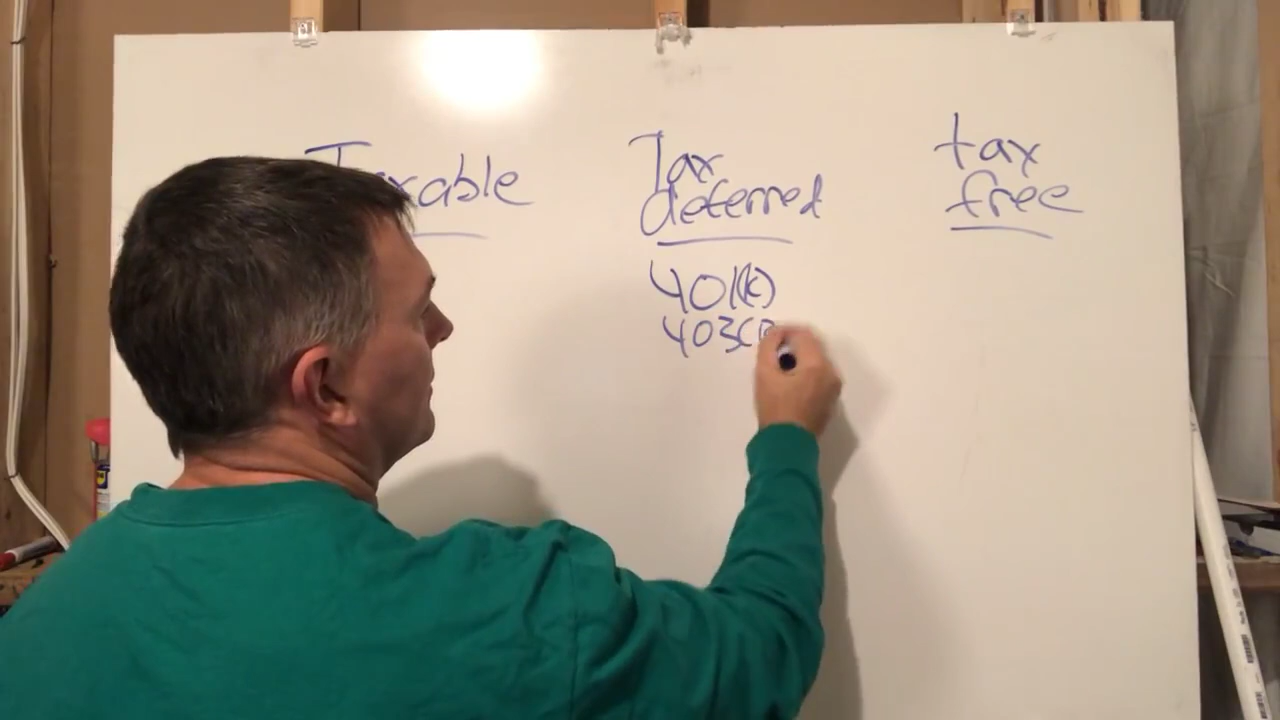 Taxable
Tax
deferred
tax
free
401(k)
403(B